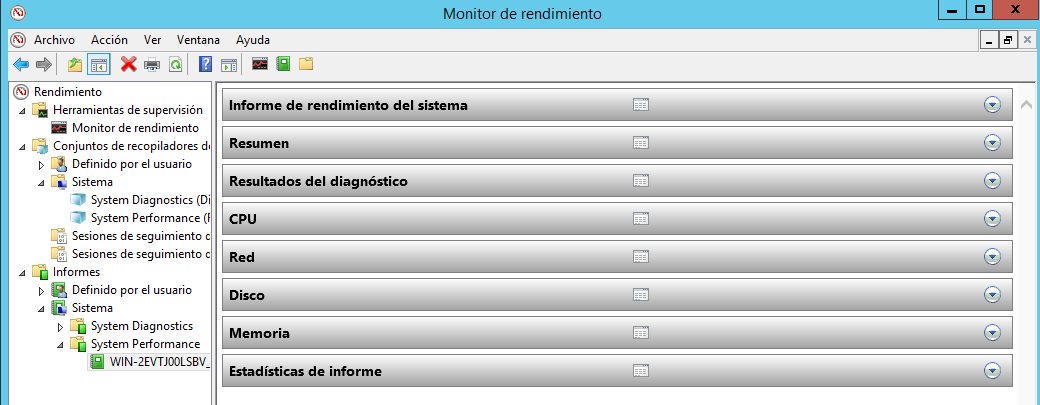 Monitor de rendimiento
Archivo Acción Ver Ventana Ayuda
Rendimiento
Herramientas de supervisión
Monitor de rendimiento
Conjuntos de recopiladores de
Definido por el usuario
Sistema
System Diagnostics (Di
System Performance (P
Sesiones de seguimiento d
Sesiones de seguimiento d
Informes
Definido por el usuario
Sistema
System Diagnostics
System Performance
WIN-2EVTJ00LSBV_
Informe de rendimiento del sistema
Resumen
Resultados del diagnóstico
CPU
Red
Disco
Memoria
Estadísticas de informe